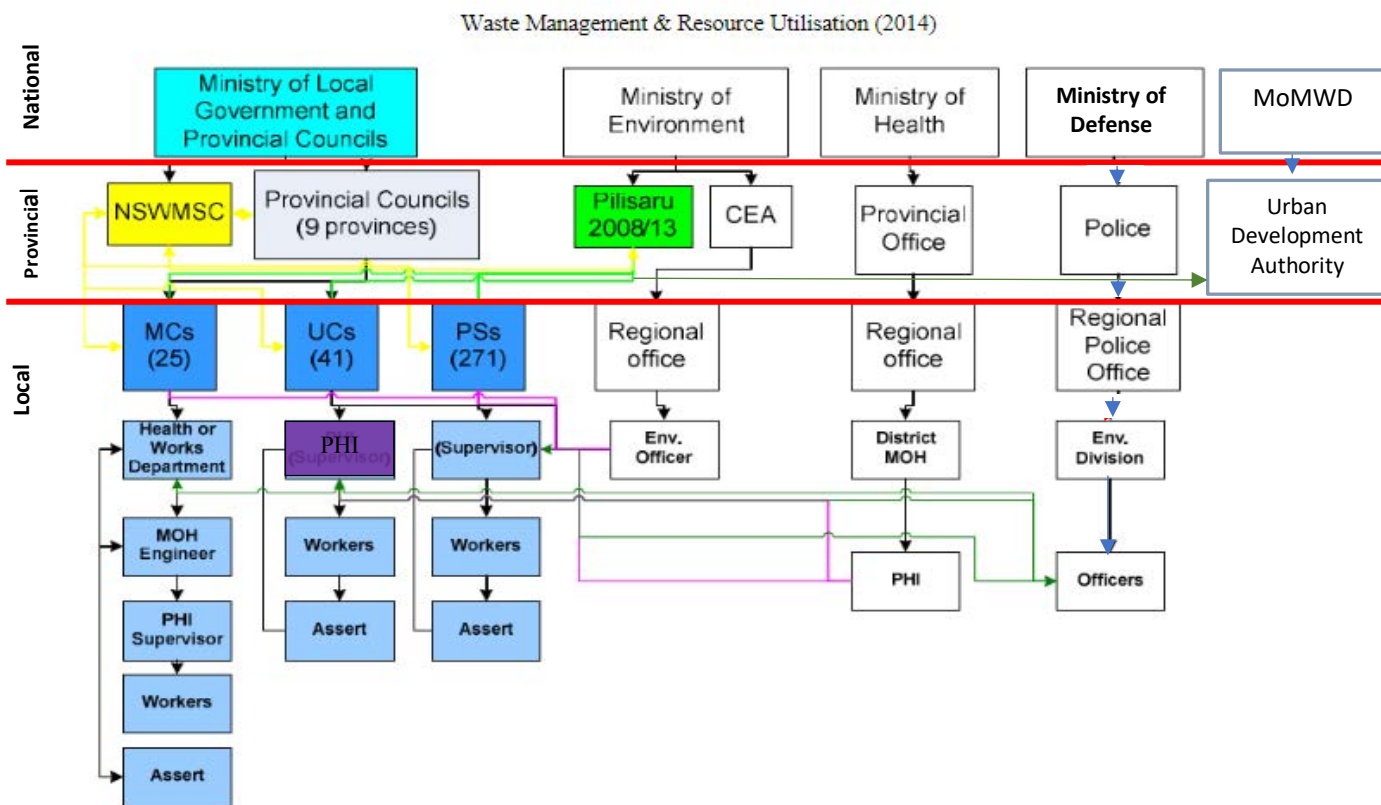 Waste Management & Resource Utilisation (2014)
National
Ministry of Local
Government and
Provincial Councils
Ministry of
Environment
Ministry of
Health
Ministry of
Defense
MoMWD
Provincial
NSWMSC
Provincial Councils
(9 provinces)
Pilisaru
2008/13
CEA
Provincial
Office
Police
Urban
Development
Authority
Local
MCs
(25)
UCs
(41)
PSs
(271)
Regional
office
Regional
office
Regional
Police
Office
Health or
Works
Department
PHI
(Supervisor)
(Supervisor)
Env.
Officer
District
MOH
Env.
Division
MOH
Engineer
Workers
Workers
PHI
Officers
PHI
Supervisor
Assert
Assert
Workers
Assert